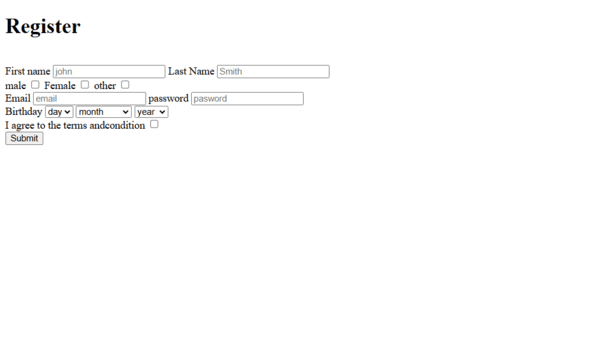 Register
First name john Last Name Smith
male Female other
Email email password pasword
Birthday day month year
I agree to the terms andcondition
Submit